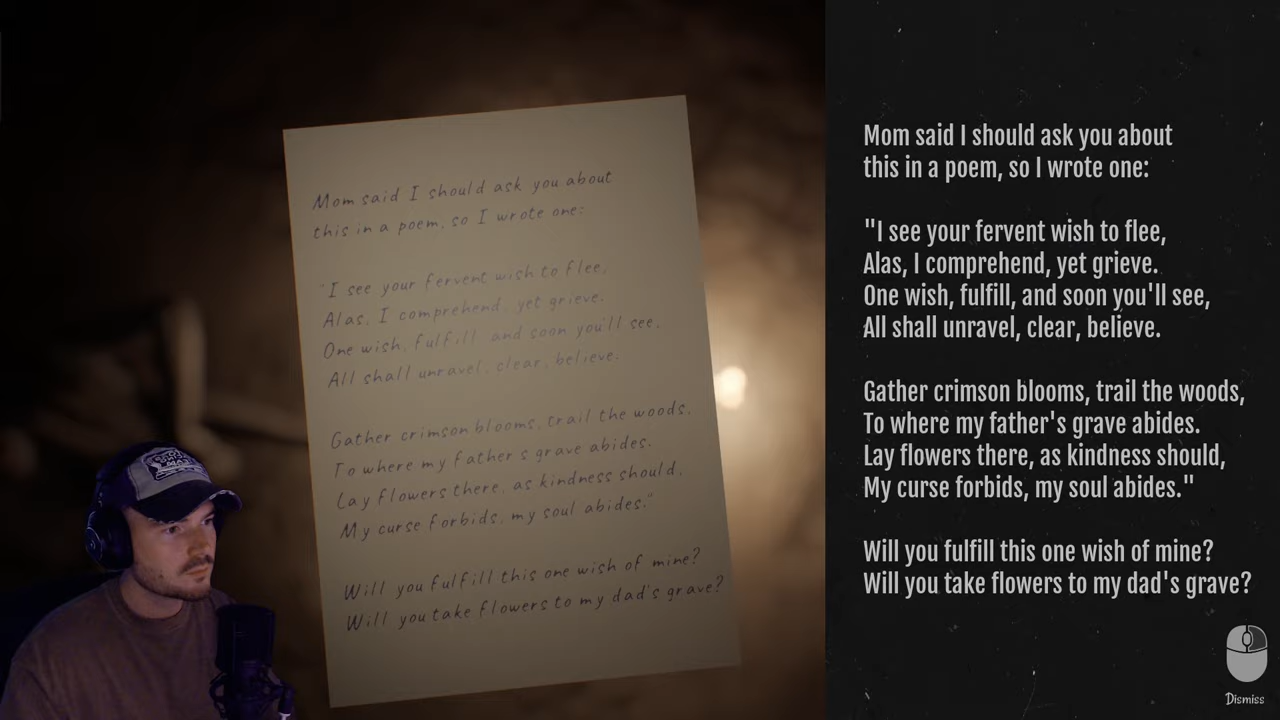 Mom said I should ask you about
this in a poem, so I wrote one:
"I see your fervent wish to flee,
Alas, I comprehend, yet grieve.
One wish, fulfill, and soon you'll see,
All shall unravel, clear, believe.
Gather crimson blooms, trail the woods,
To where my father's grave abides.
Lay flowers there, as kindness should,
My curse forbids, my soul abides."
Will you fulfill this one wish of mine?
Will you take flowers to my dad's grave?
Mom said I should ask you about
this in a poem, so I wrote one:
"I see your fervent wish to flee,
Alas, I comprehend, yet grieve.
One wish, fulfill, and soon you'll see,
All shall unravel, clear, believe.
Gather crimson blooms, trail the woods,
To where my father's grave abides.
Lay flowers there, as kindness should,
My curse forbids, my soul abides."
Will you fulfill this one wish of mine?
Will you take flowers to my dad's grave?
Dismiss